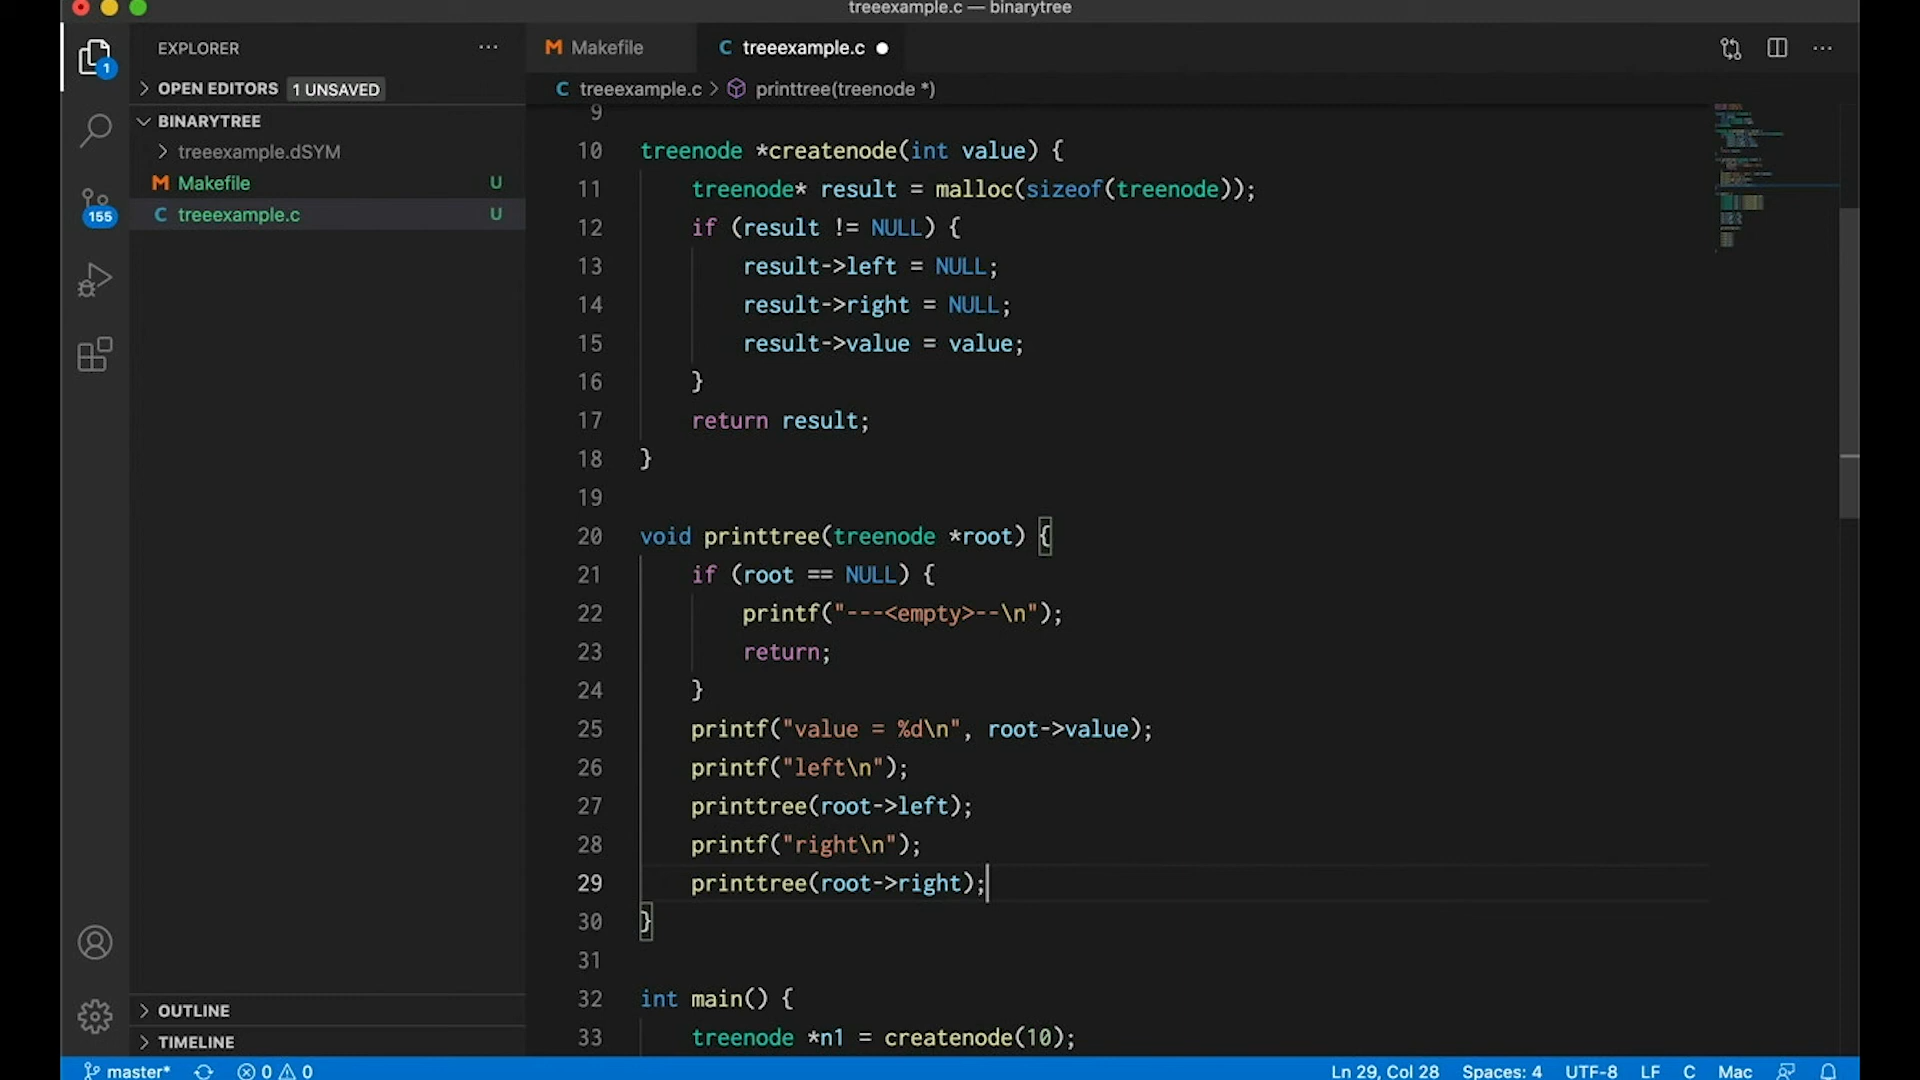 treeexample.c — binarytree
EXPLORER
Makefile
treeexample.c
OPEN EDITORS 1 UNSAVED
treeexample.c > printtree(treenode *)
BINARYTREE
treeexample.dSYM
Makefile U
treeexample.c U
1
155
OUTLINE
TIMELINE
9
10 treenode *createnode(int value) {
11 treenode* result = malloc(sizeof(treenode));
12 if (result != NULL) {
13 result->left = NULL;
14 result->right = NULL;
15 result->value = value;
16 }
17 return result;
18 }
19
20 void printtree(treenode *root) {
21 if (root == NULL) {
22 printf("---<empty>--\n");
23 return;
24 }
25 printf("value = %d\n", root->value);
26 printf("left\n");
27 printtree(root->left);
28 printf("right\n");
29 printtree(root->right);
30 }
31
32 int main() {
33 treenode *n1 = createnode(10);
master* 0 0 Ln 29, Col 28 Spaces: 4 UTF-8 LF C Mac